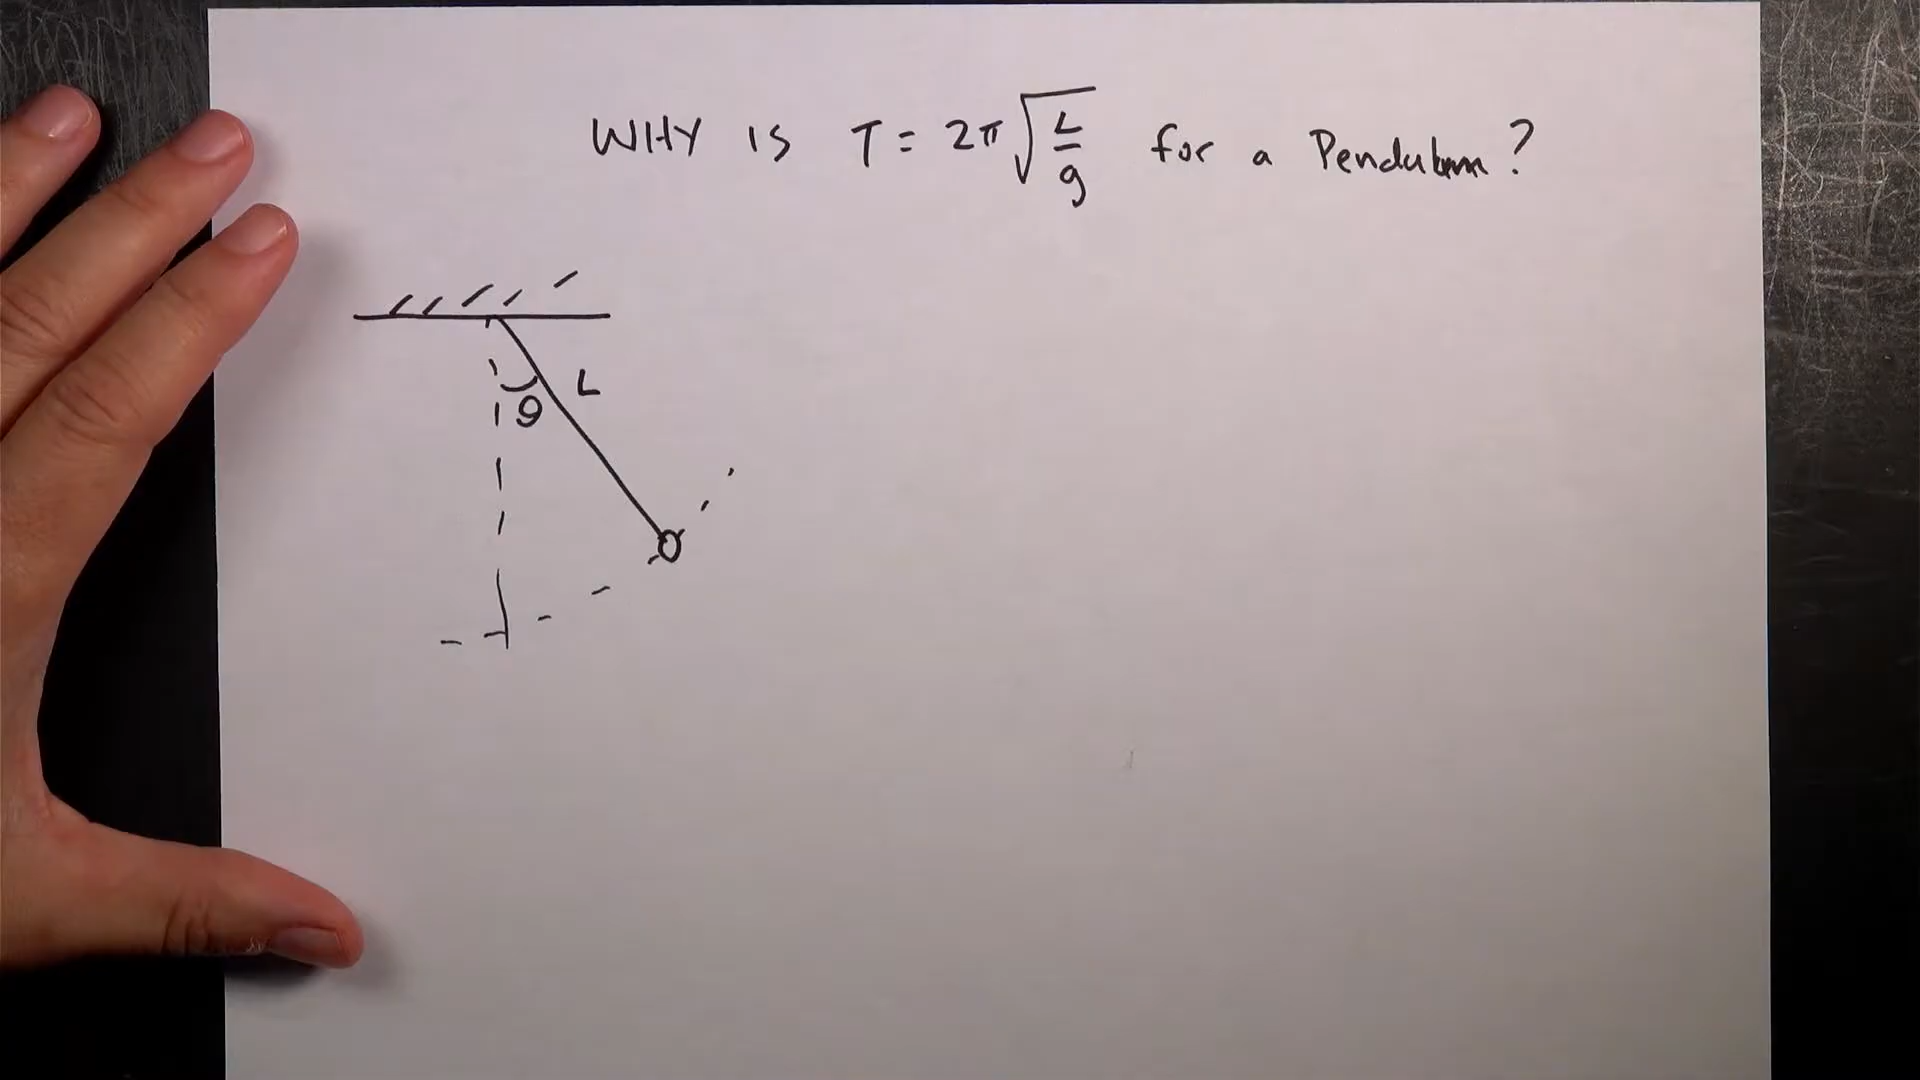 WHY IS T = 2π√(L/g) for a Pendulum?
L
θ